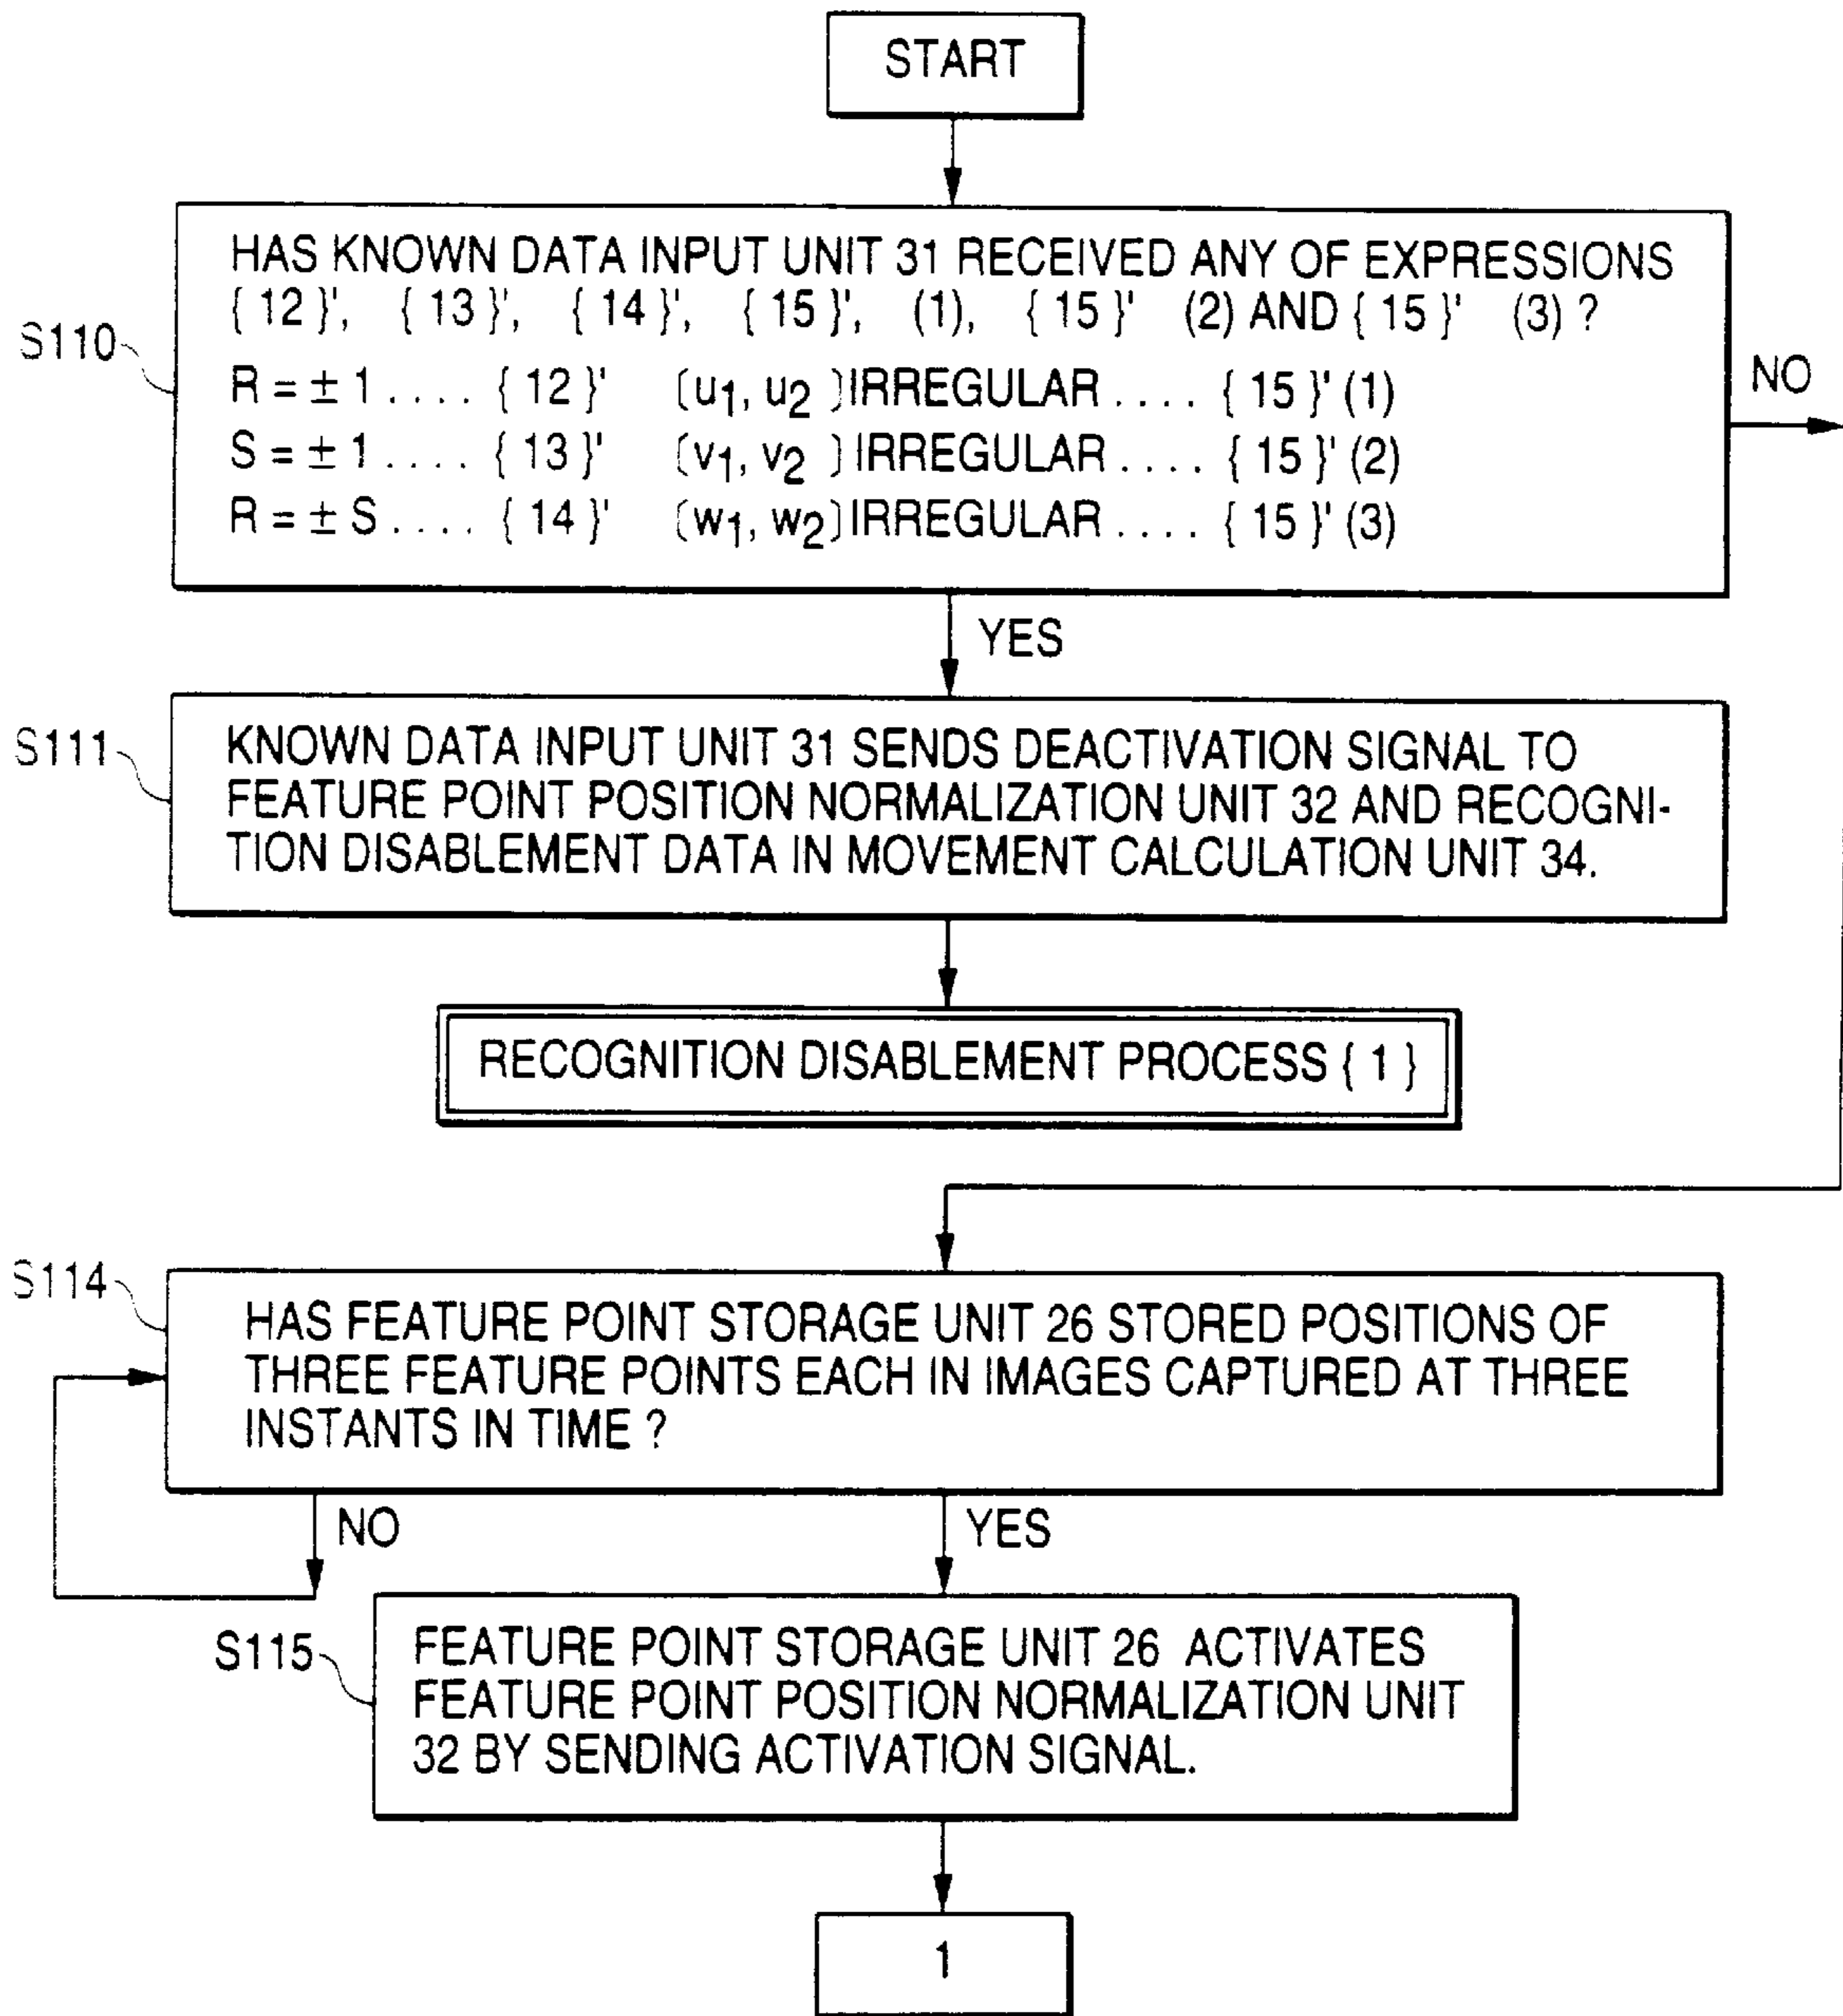 START
HAS KNOWN DATA INPUT UNIT 31 RECEIVED ANY OF EXPRESSIONS
{ 12 }', { 13 }', { 14 }', { 15 }', (1), { 15 }' (2) AND { 15 }' (3) ?
S110
R = ± 1 .... { 12 }' (u1, u2) IRREGULAR .... { 15 }' (1)
NO
S = ± 1 .... { 13 }' (v1, v2) IRREGULAR .... { 15 }' (2)
R = ± S .... { 14 }' (w1, w2) IRREGULAR .... { 15 }' (3)
YES
S111
KNOWN DATA INPUT UNIT 31 SENDS DEACTIVATION SIGNAL TO
FEATURE POINT POSITION NORMALIZATION UNIT 32 AND RECOGNI-
TION DISABLEMENT DATA IN MOVEMENT CALCULATION UNIT 34.
RECOGNITION DISABLEMENT PROCESS { 1 }
S114
HAS FEATURE POINT STORAGE UNIT 26 STORED POSITIONS OF
THREE FEATURE POINTS EACH IN IMAGES CAPTURED AT THREE
INSTANTS IN TIME ?
NO
YES
S115
FEATURE POINT STORAGE UNIT 26 ACTIVATES
FEATURE POINT POSITION NORMALIZATION UNIT
32 BY SENDING ACTIVATION SIGNAL.
1